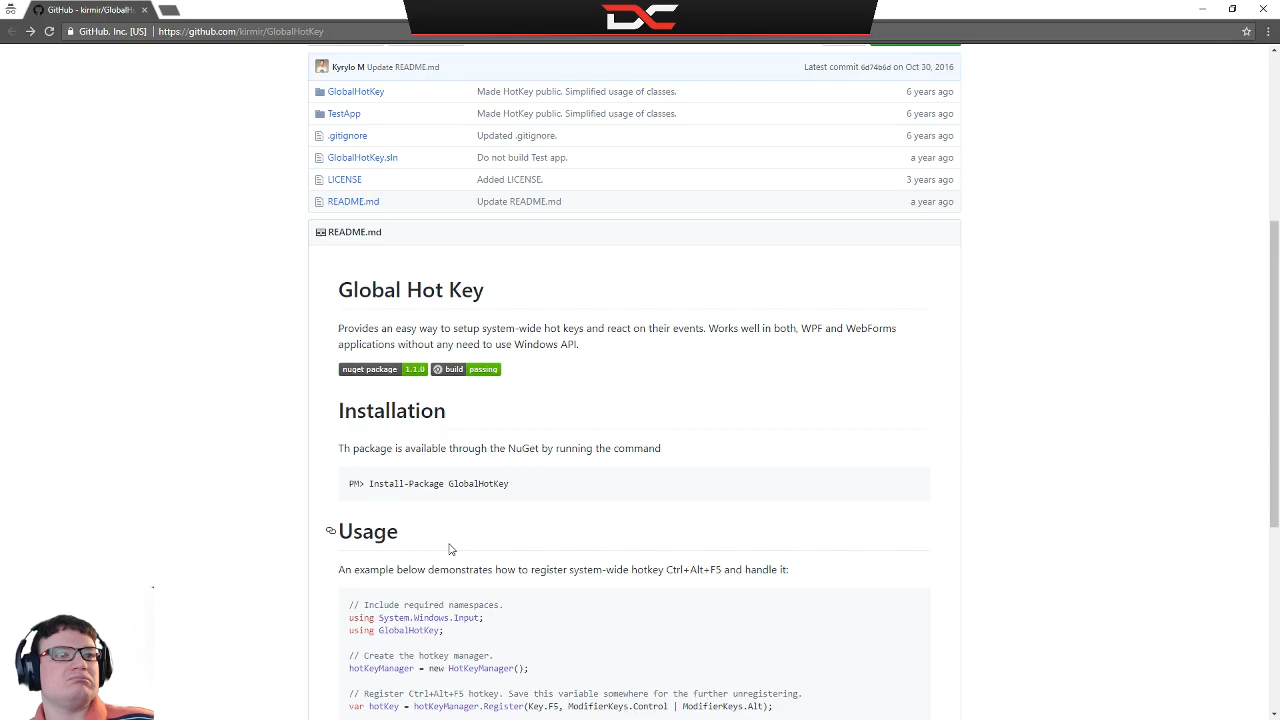 GitHub - kirmir/GlobalH
GitHub, Inc. [US]
https://github.com/kirmir/GlobalHotKey
DC
Kyrylo M Update README.md
Latest commit 6d74b6d on Oct 30, 2016
GlobalHotKey
Made HotKey public. Simplified usage of classes.
6 years ago
TestApp
Made HotKey public. Simplified usage of classes.
6 years ago
.gitignore
Updated .gitignore.
6 years ago
GlobalHotKey.sln
Do not build Test app.
a year ago
LICENSE
Added LICENSE.
3 years ago
README.md
Update README.md
a year ago
README.md
Global Hot Key
Provides an easy way to setup system-wide hot keys and react on their events. Works well in both, WPF and WebForms
applications without any need to use Windows API.
nuget package 1.1.0 build passing
Installation
Th package is available through the NuGet by running the command
PM> Install-Package GlobalHotKey
Usage
An example below demonstrates how to register system-wide hotkey Ctrl+Alt+F5 and handle it:
// Include required namespaces.
using System.Windows.Input;
using GlobalHotKey;
// Create the hotkey manager.
hotKeyManager = new HotKeyManager();
// Register Ctrl+Alt+F5 hotkey. Save this variable somewhere for the further unregistering.
var hotKey = hotKeyManager.Register(Key.F5, ModifierKeys.Control | ModifierKeys.Alt);